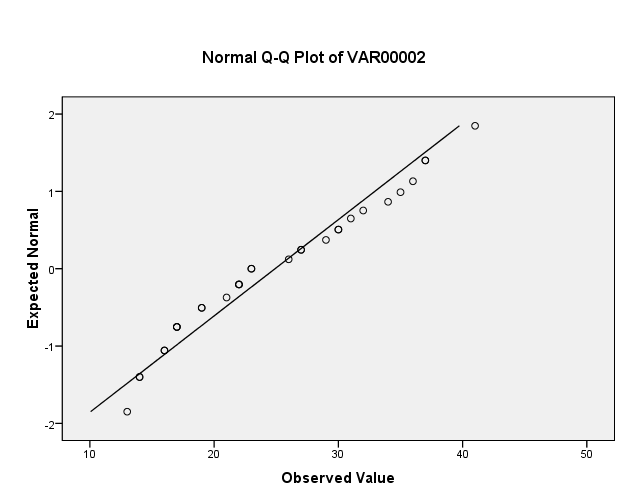 Normal Q-Q Plot of VAR00002
Expected Normal
2
1
0
-1
-2
10 20 30 40 50
Observed Value